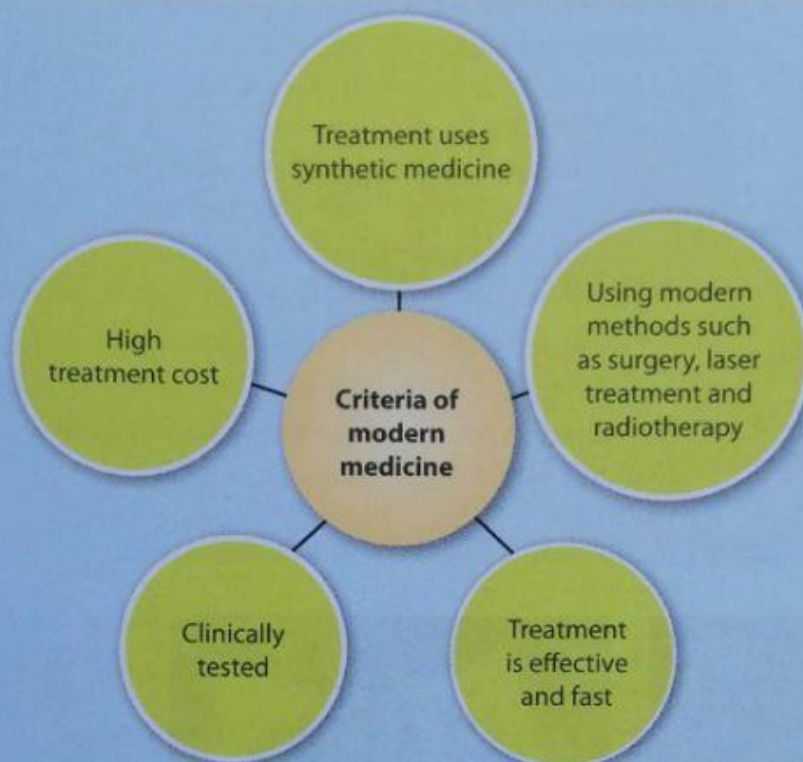 Treatment uses
synthetic medicine
Using modern
methods such
as surgery, laser
treatment and
radiotherapy
High
treatment cost
Criteria of
modern
medicine
Clinically
tested
Treatment
is effective
and fast